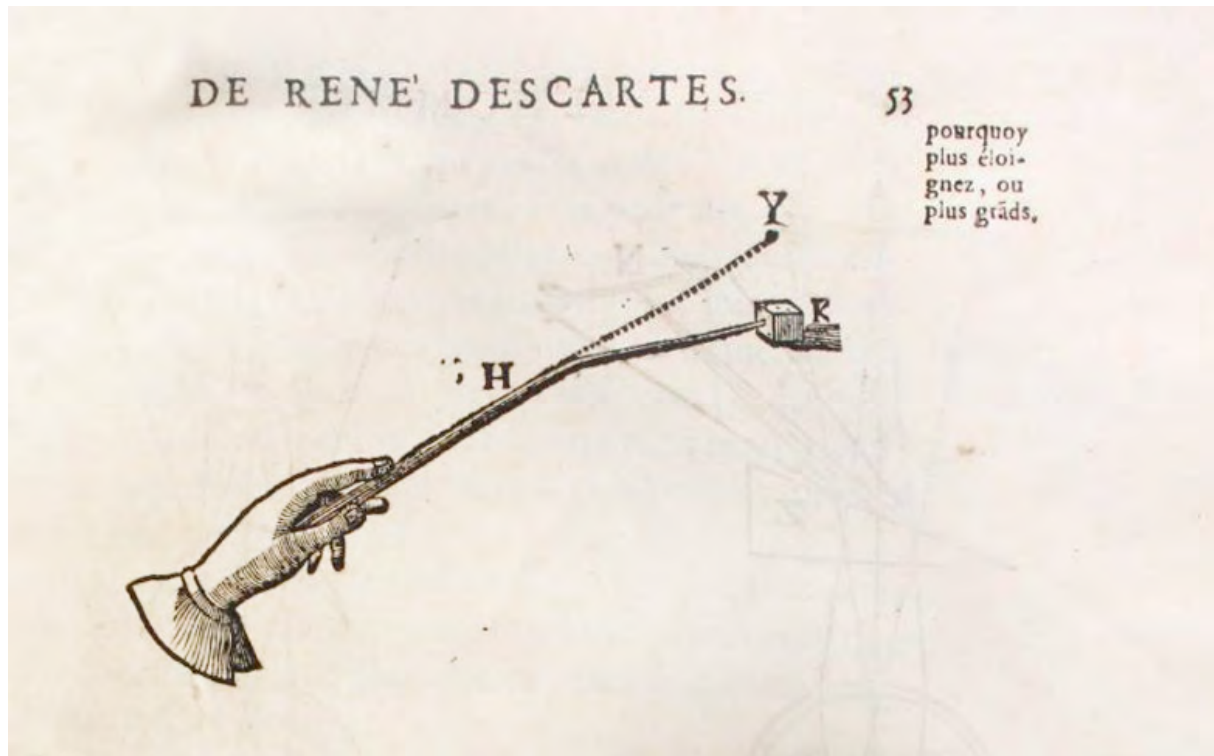 DE RENE' DESCARTES.
53
pourquoy
plus éloi-
gnez, ou
plus grãds.
Y
R
H